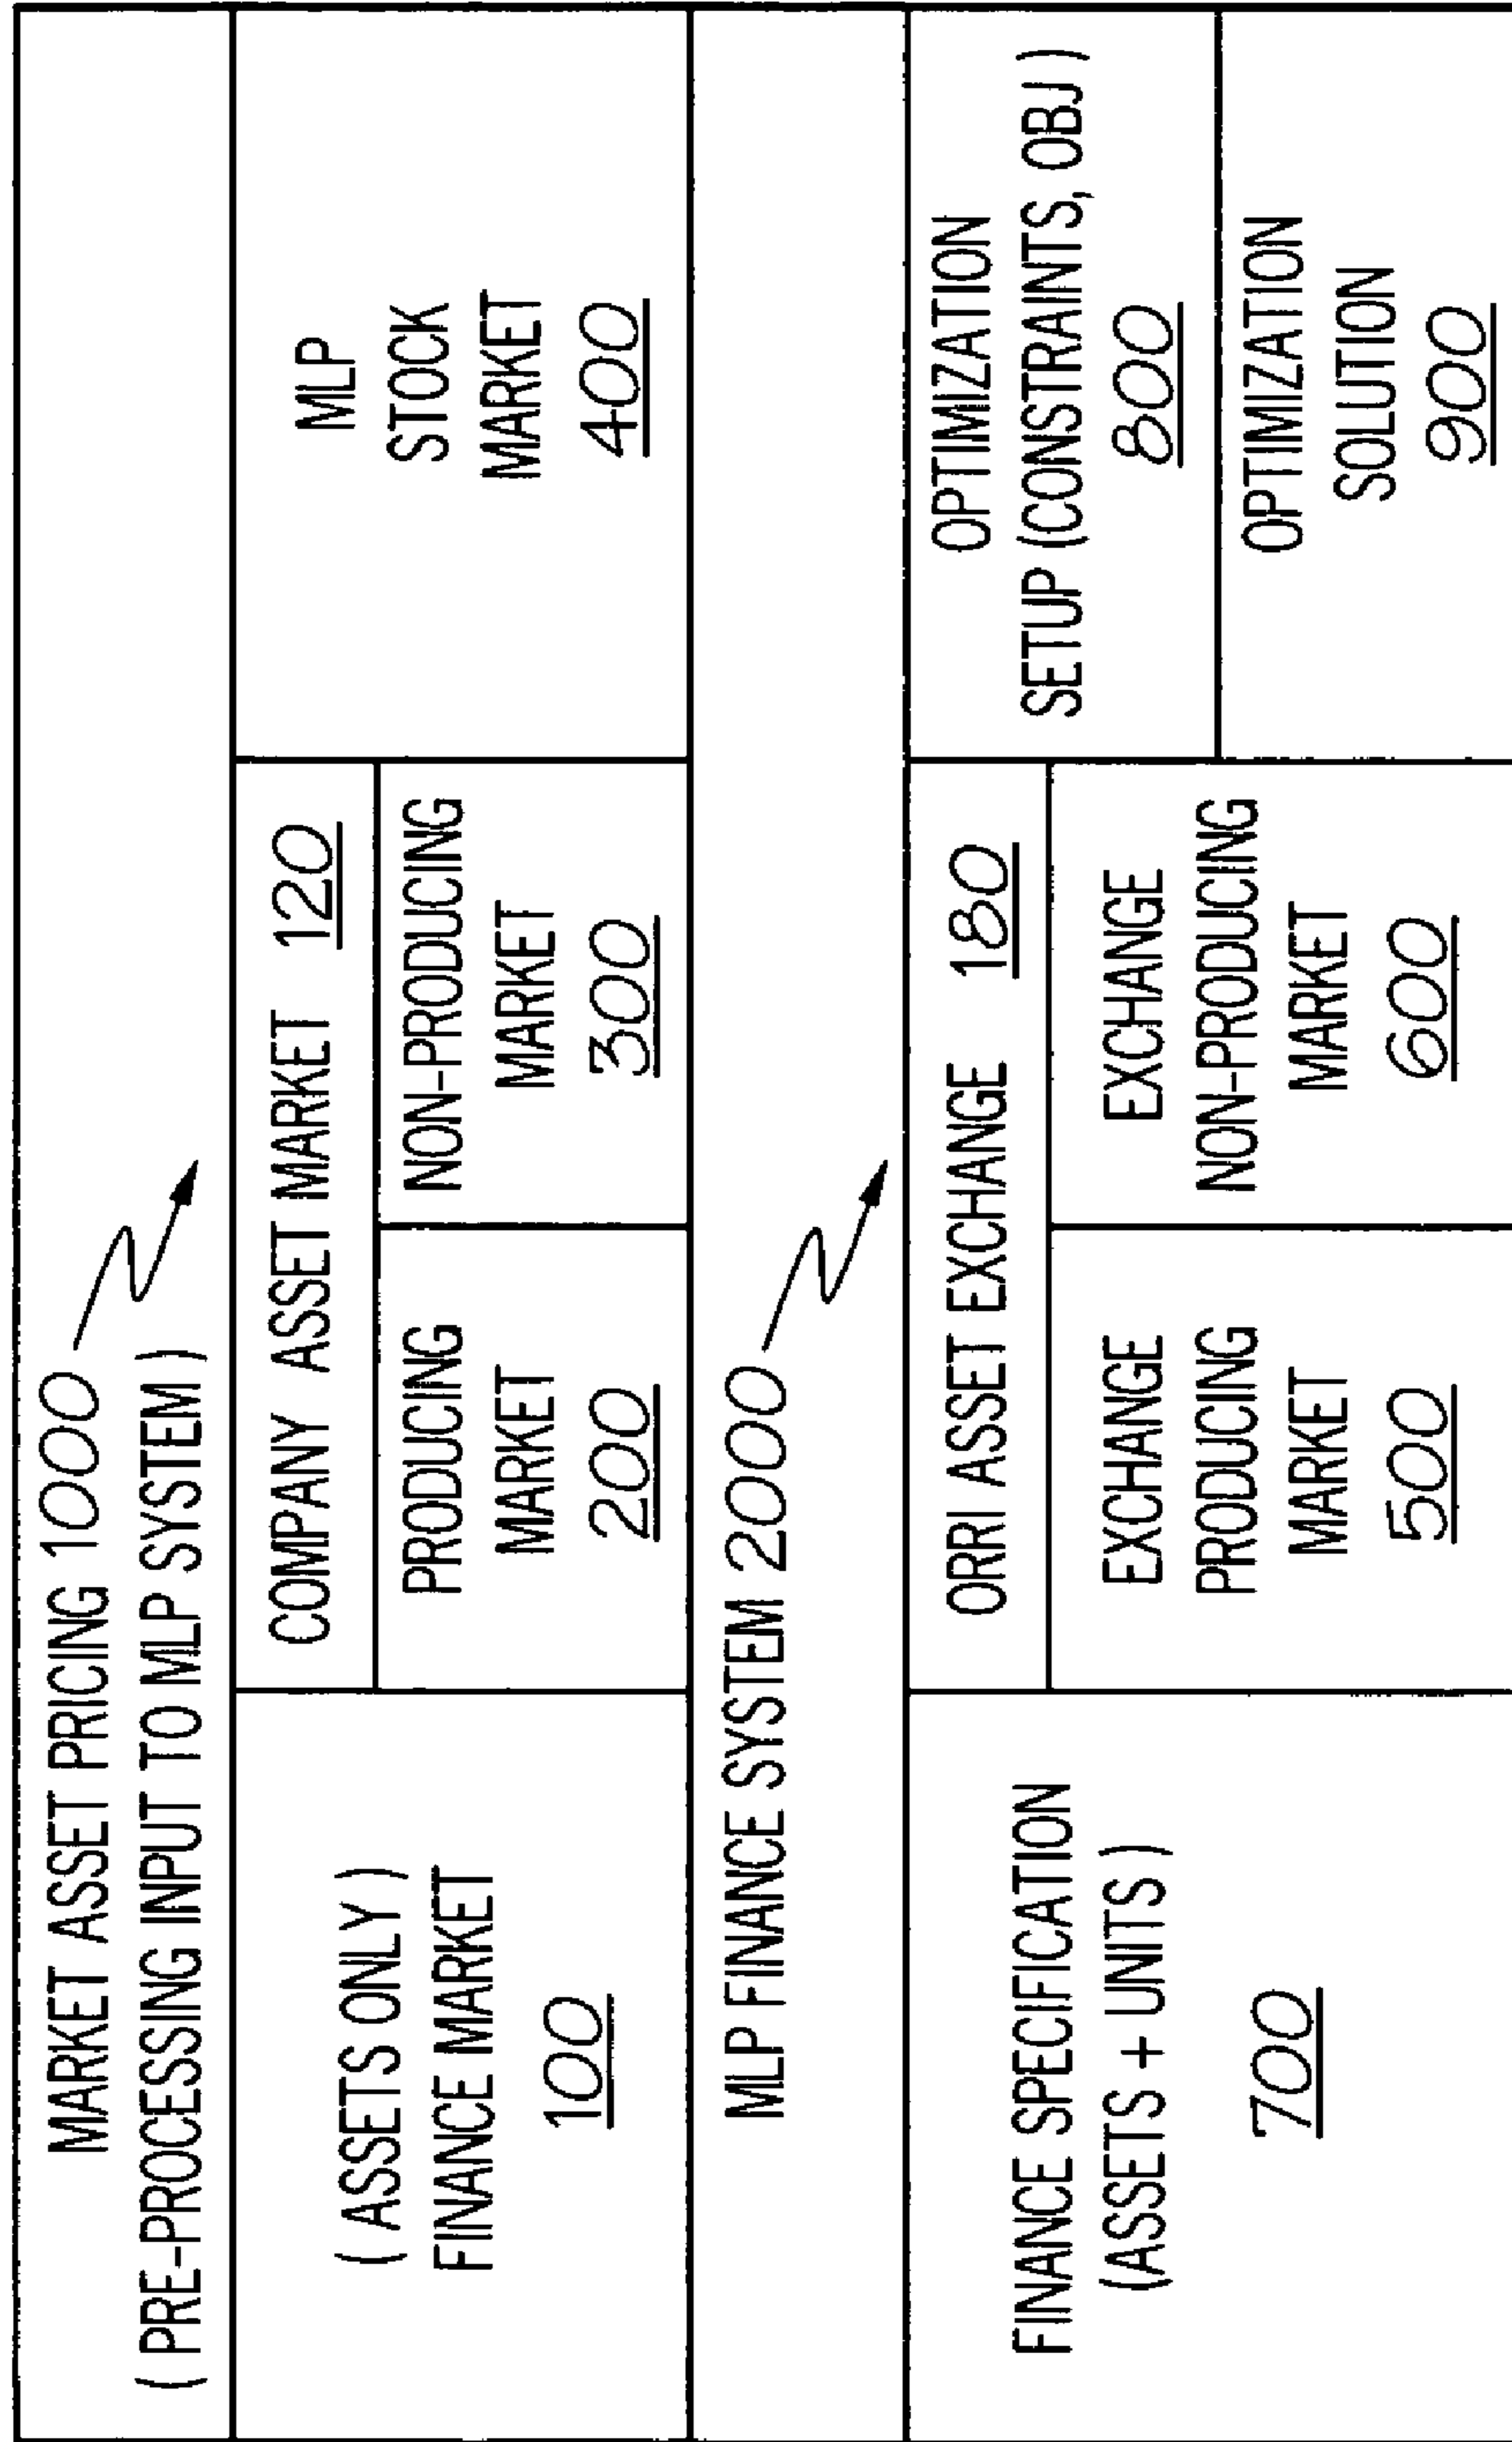 MARKET ASSET PRICING 1000
( PRE-PROCESSING INPUT TO MLP SYSTEM )
( ASSETS ONLY )
FINANCE MARKET
100
COMPANY ASSET MARKET 120
PRODUCING
MARKET
200
NON-PRODUCING
MARKET
300
MLP
STOCK
MARKET
400
MLP FINANCE SYSTEM 2000
FINANCE SPECIFICATION
(ASSETS + UNITS )
700
ORRI ASSET EXCHANGE 180
EXCHANGE
PRODUCING
MARKET
500
EXCHANGE
NON-PRODUCING
MARKET
600
OPTIMIZATION
SETUP (CONSTRAINTS, OBJ )
800
OPTIMIZATION
SOLUTION
900